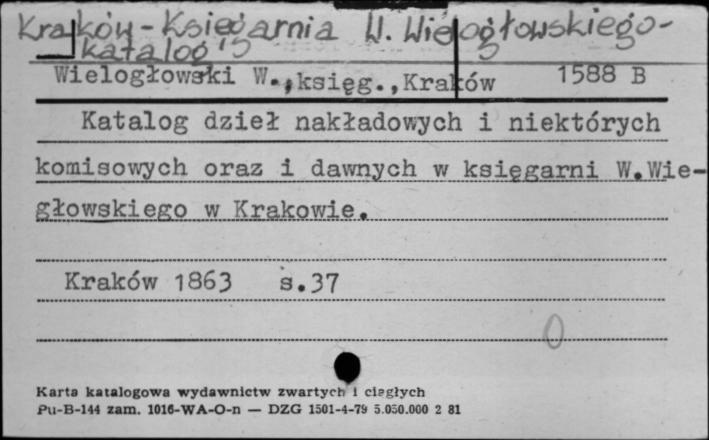 Kraków - Księgarnia W. Wielogłowskiego-
katalog
Wielogłowski W., księg., Kraków 1588 B
Katalog dzieł nakładowych i niektórych
komisowych oraz i dawnych w księgarni W.Wie-
głowskiego w Krakowie.
Kraków 1863 s.37
0
Karta katalogowa wydawnictw zwartych i ciągłych
Pu-B-144 zam. 1016-WA-O-n — DZG 1501-4-79 5.050.000 2 81